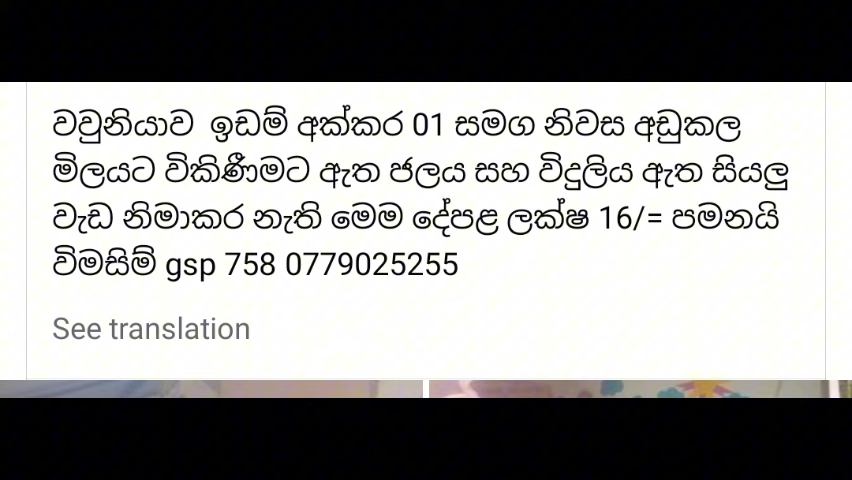 වවුනියාව ඉඩම් අක්කර 01 සමග නිවස අඩුකල
මිලයට විකිණීමට ඇත ජලය සහ විදුලිය ඇත සියලු
වැඩ නිමාකර නැති මෙම දේපළ ලක්ෂ 16/= පමනයි
විමසිම් gsp 758 0779025255
See translation